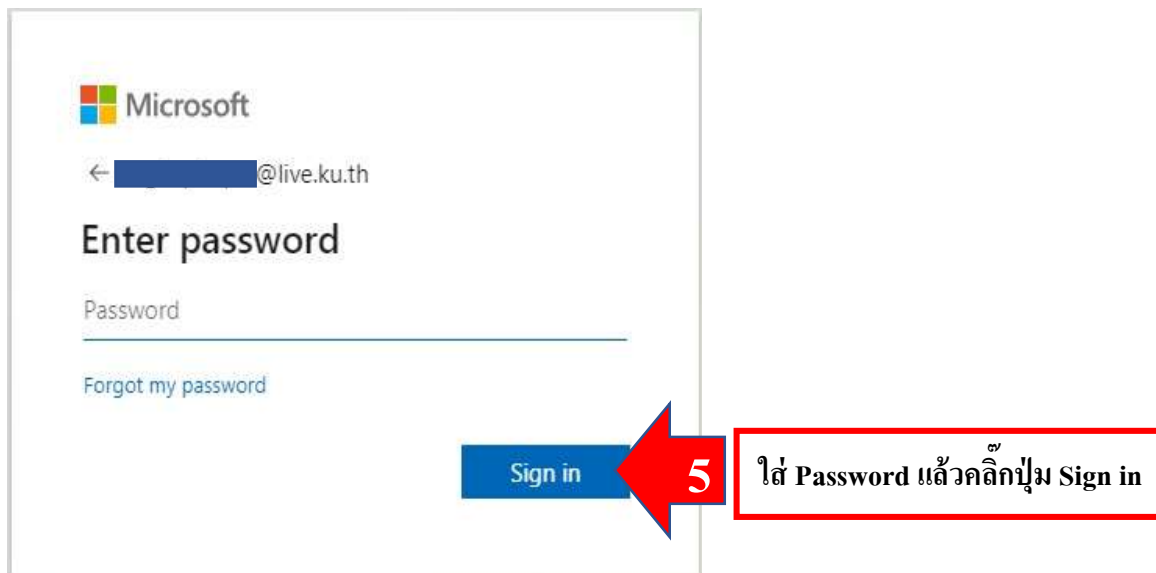 Microsoft
@live.ku.th
Enter password
Password
Forgot my password
Sign in
5
ใส่ Password แล้วคลิ๊กปุ่ม Sign in